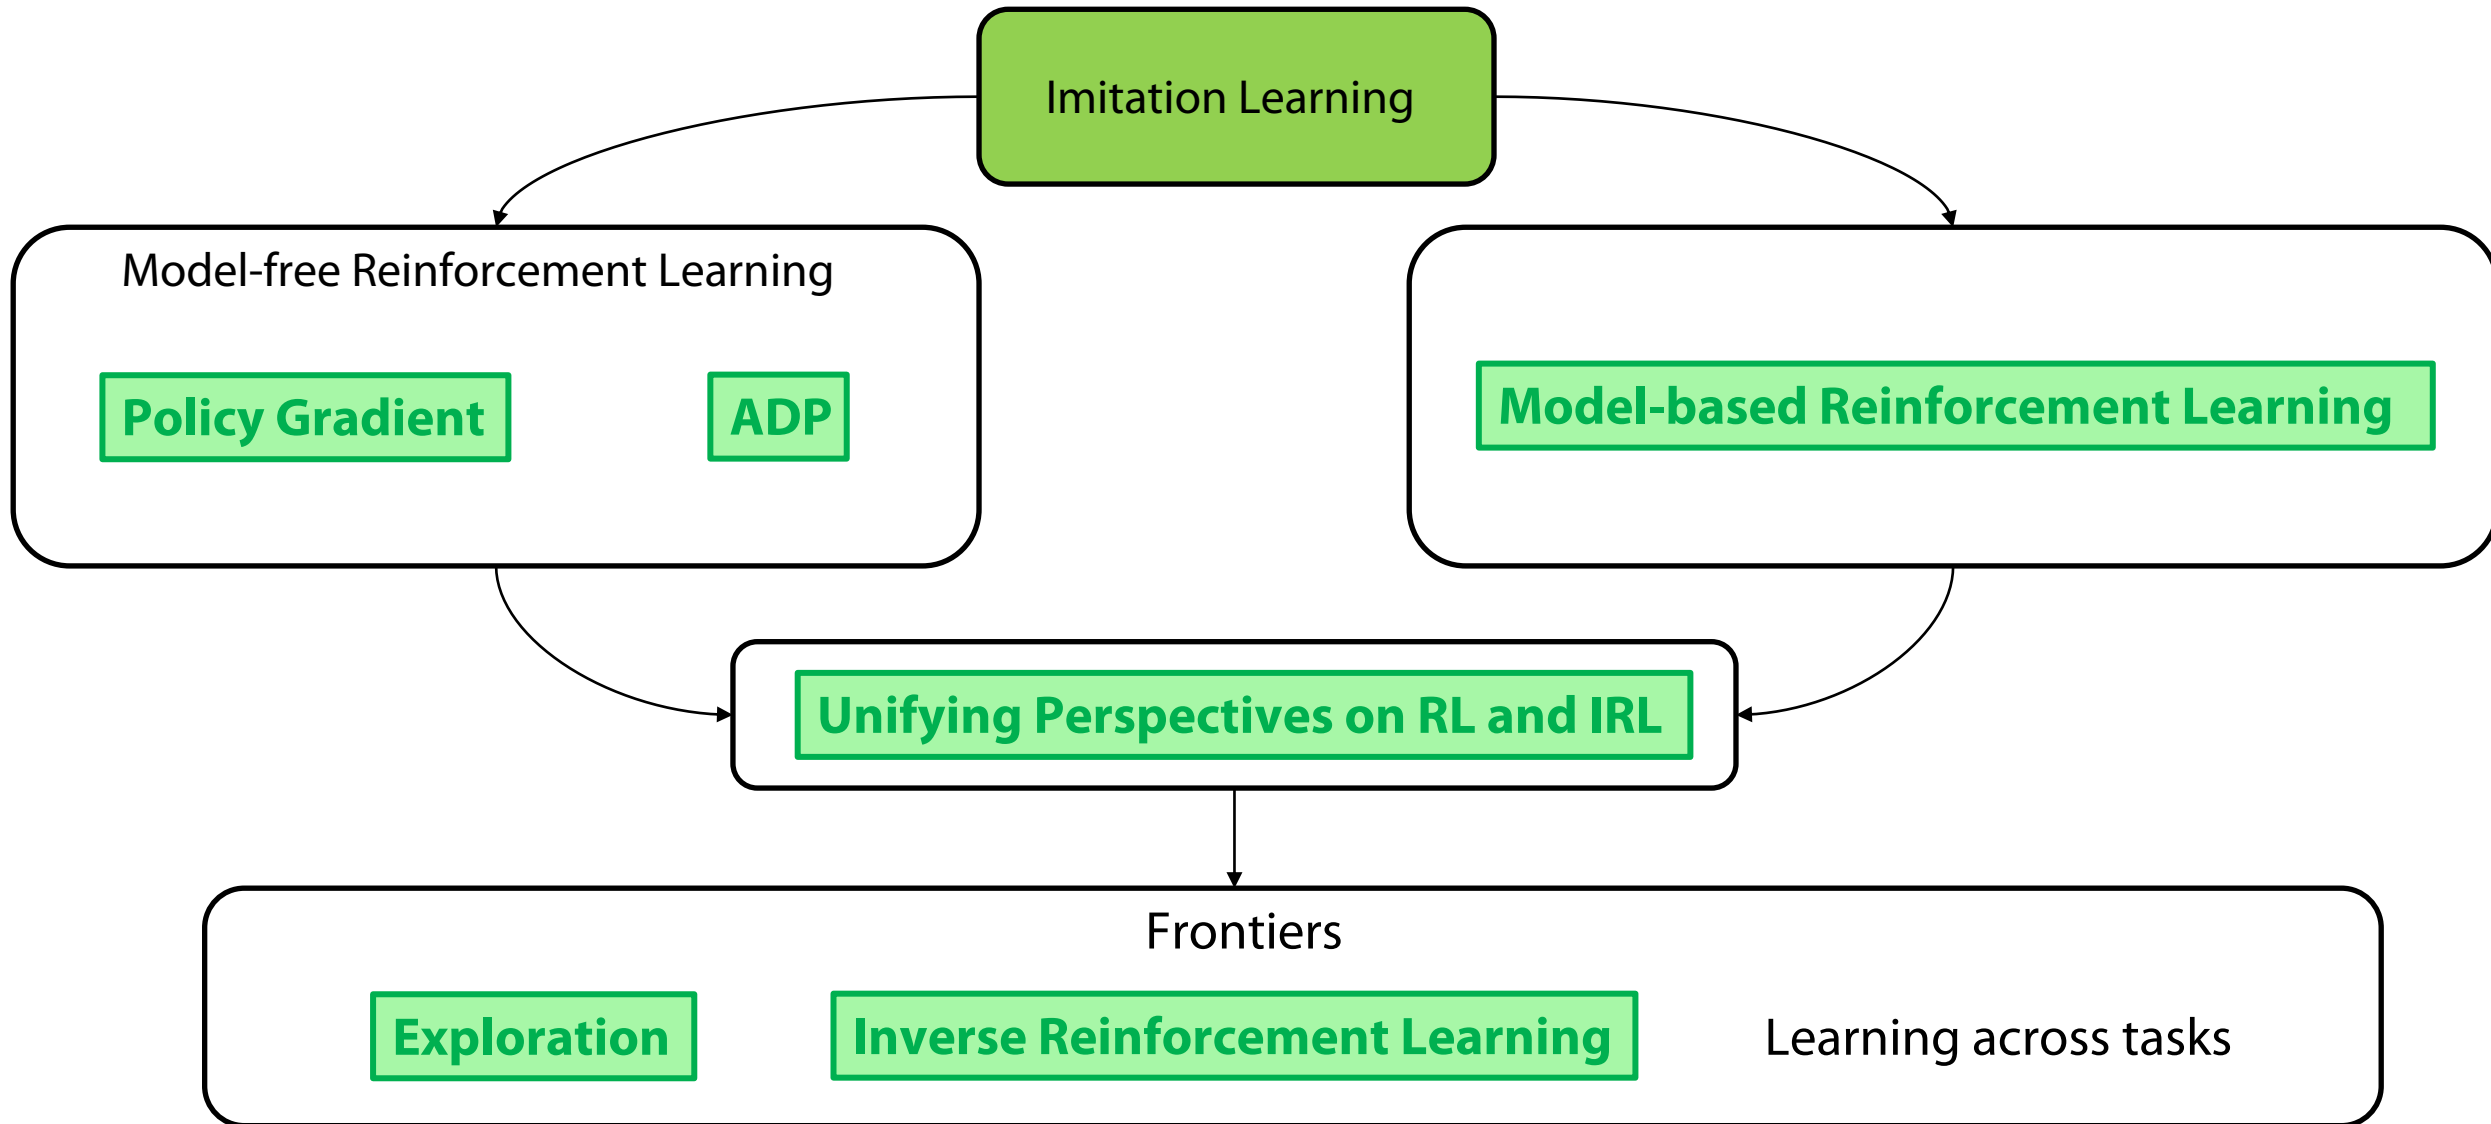 Imitation Learning
Model-free Reinforcement Learning
Policy Gradient
ADP
Model-based Reinforcement Learning
Unifying Perspectives on RL and IRL
Frontiers
Exploration
Inverse Reinforcement Learning
Learning across tasks